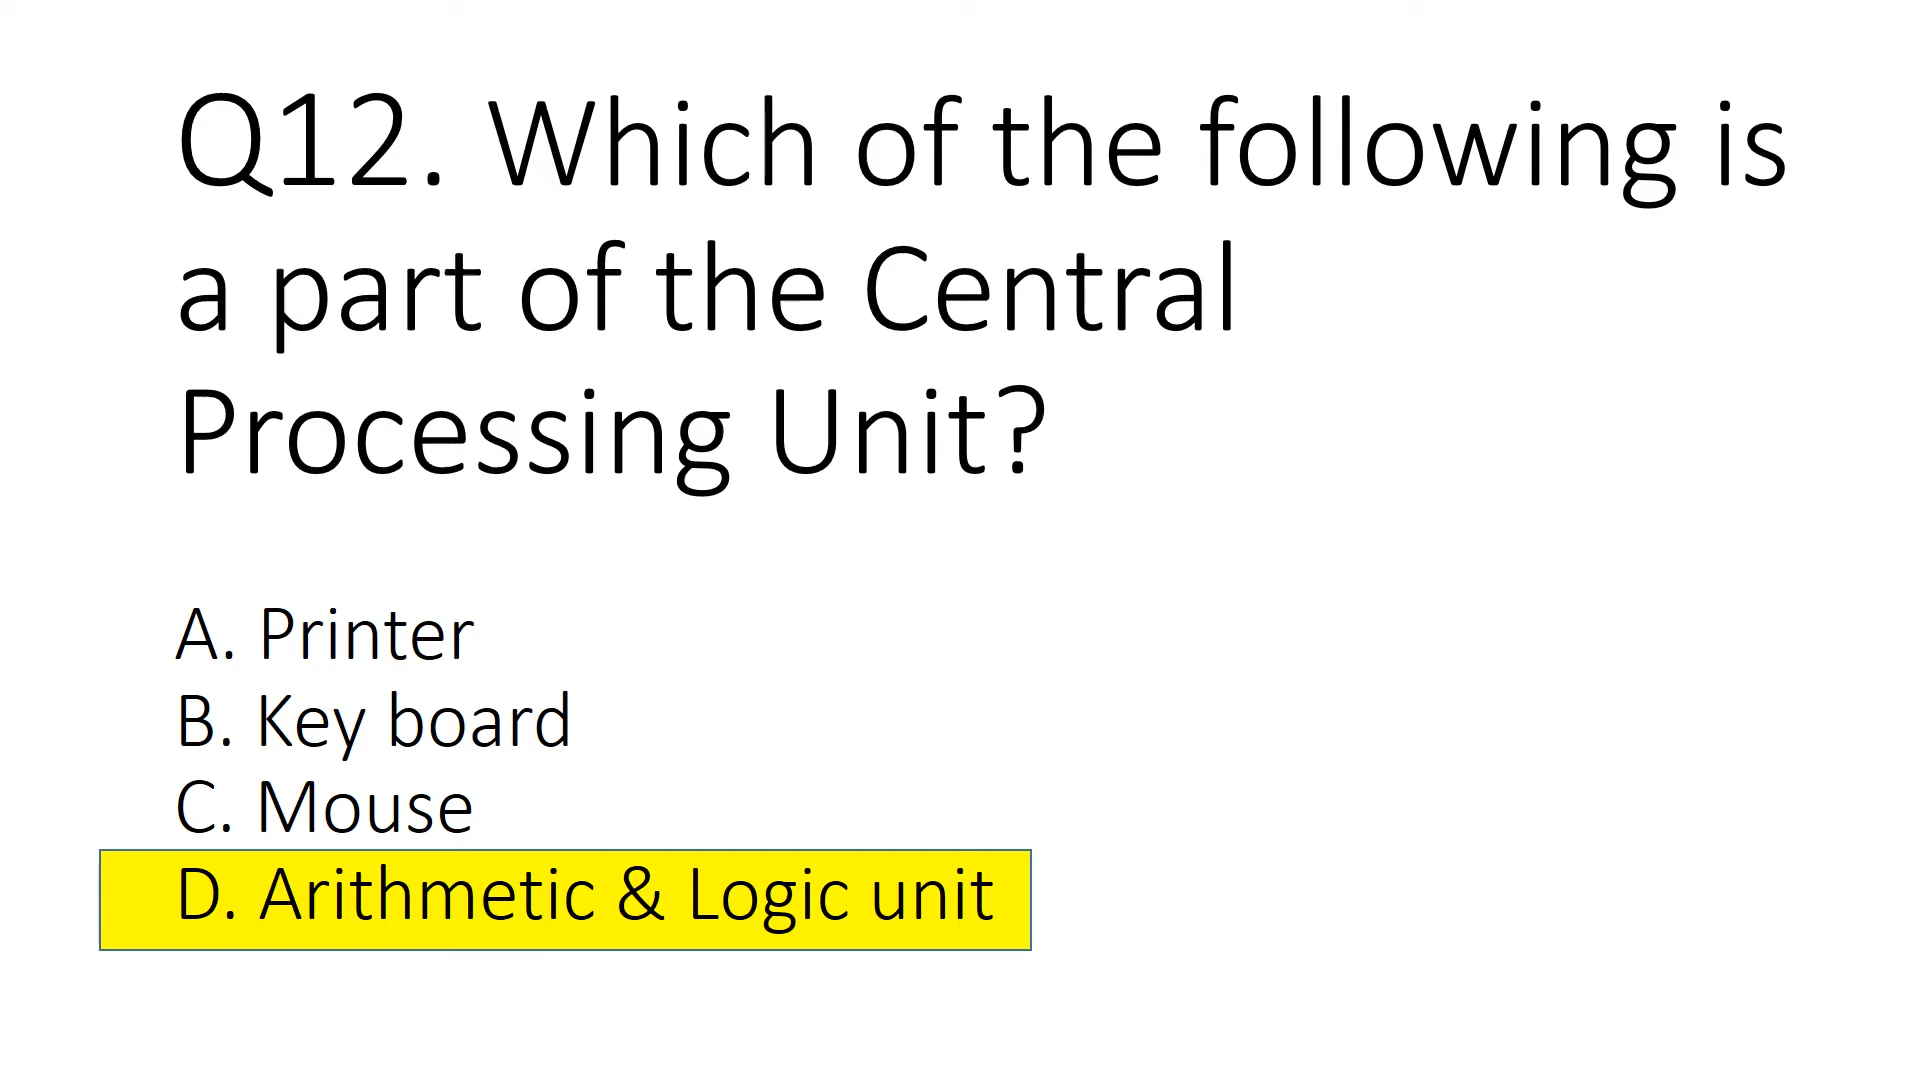 Q12. Which of the following is
a part of the Central
Processing Unit?
A. Printer
B. Key board
C. Mouse
D. Arithmetic & Logic unit